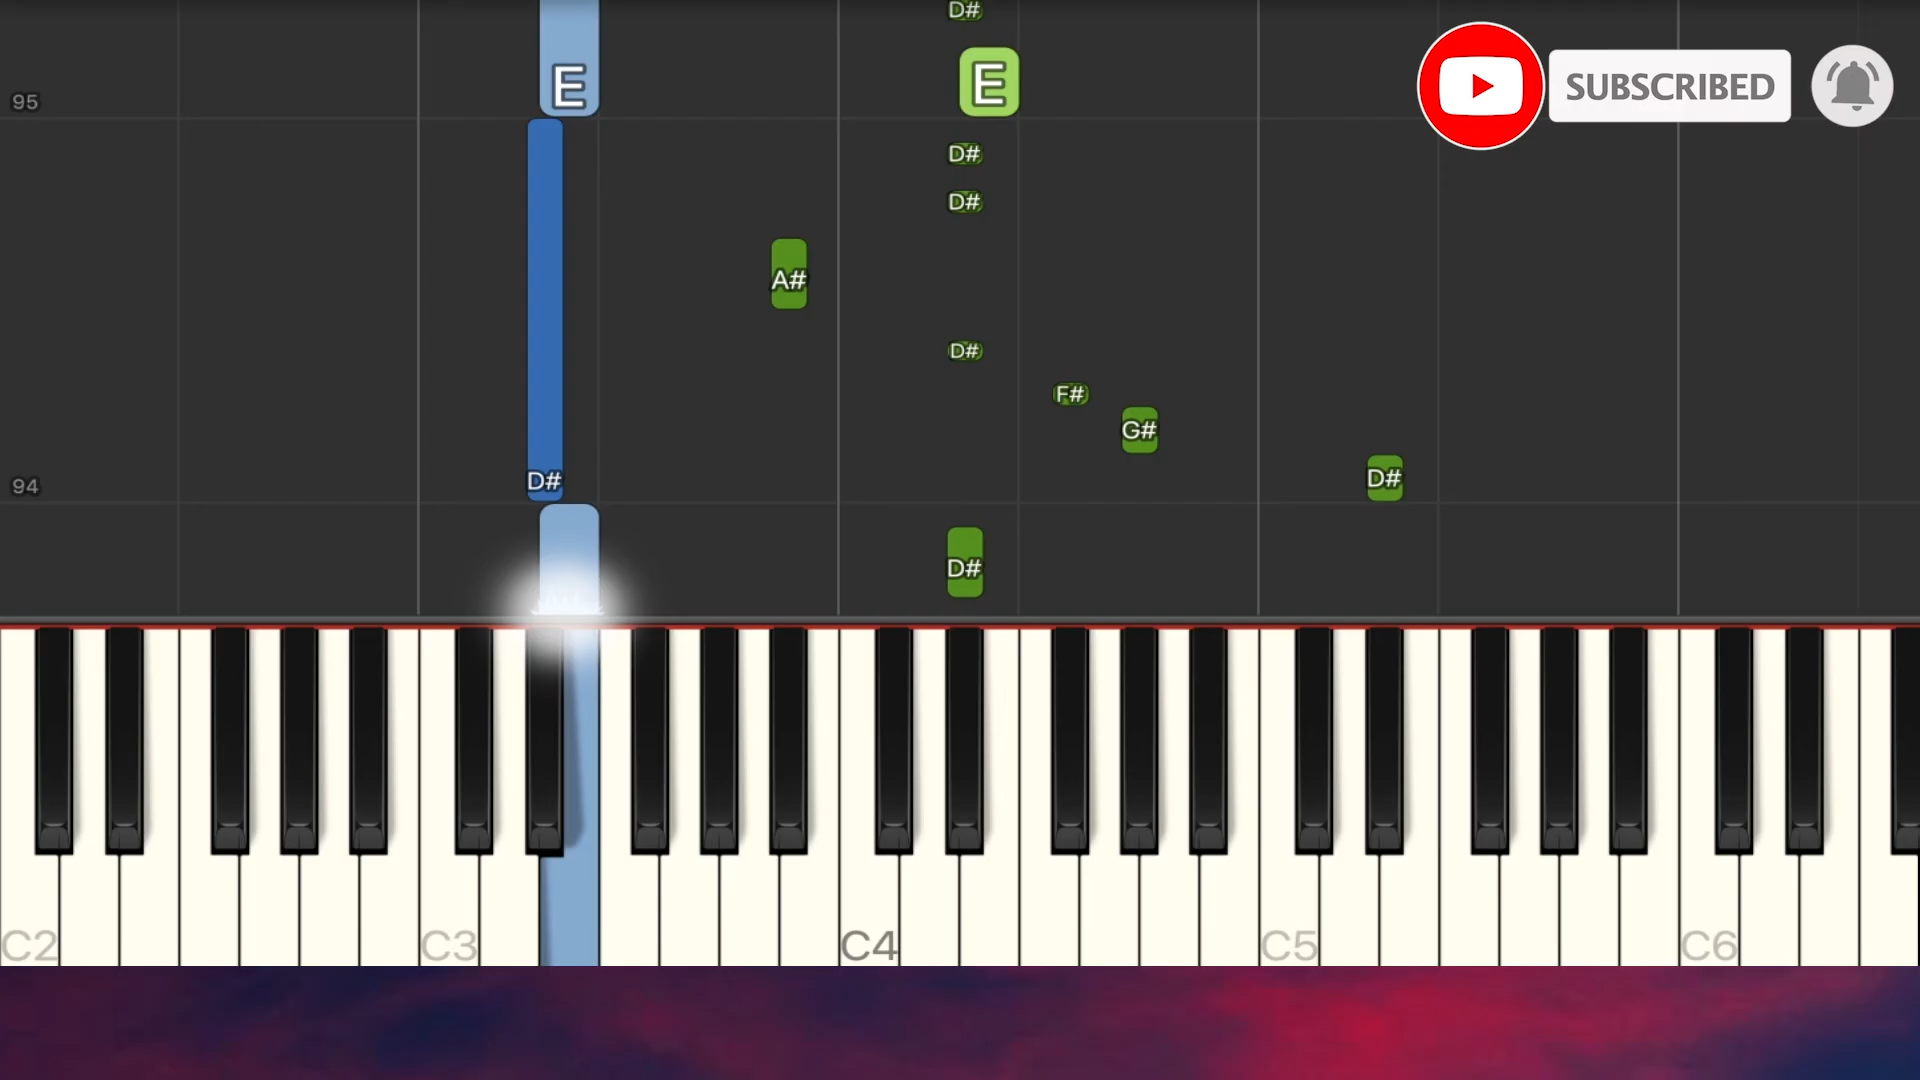 D#
E E
SUBSCRIBED
95
D#
D#
A#
D#
F#
G#
D# D#
94
D#
C2 C3 C4 C5 C6